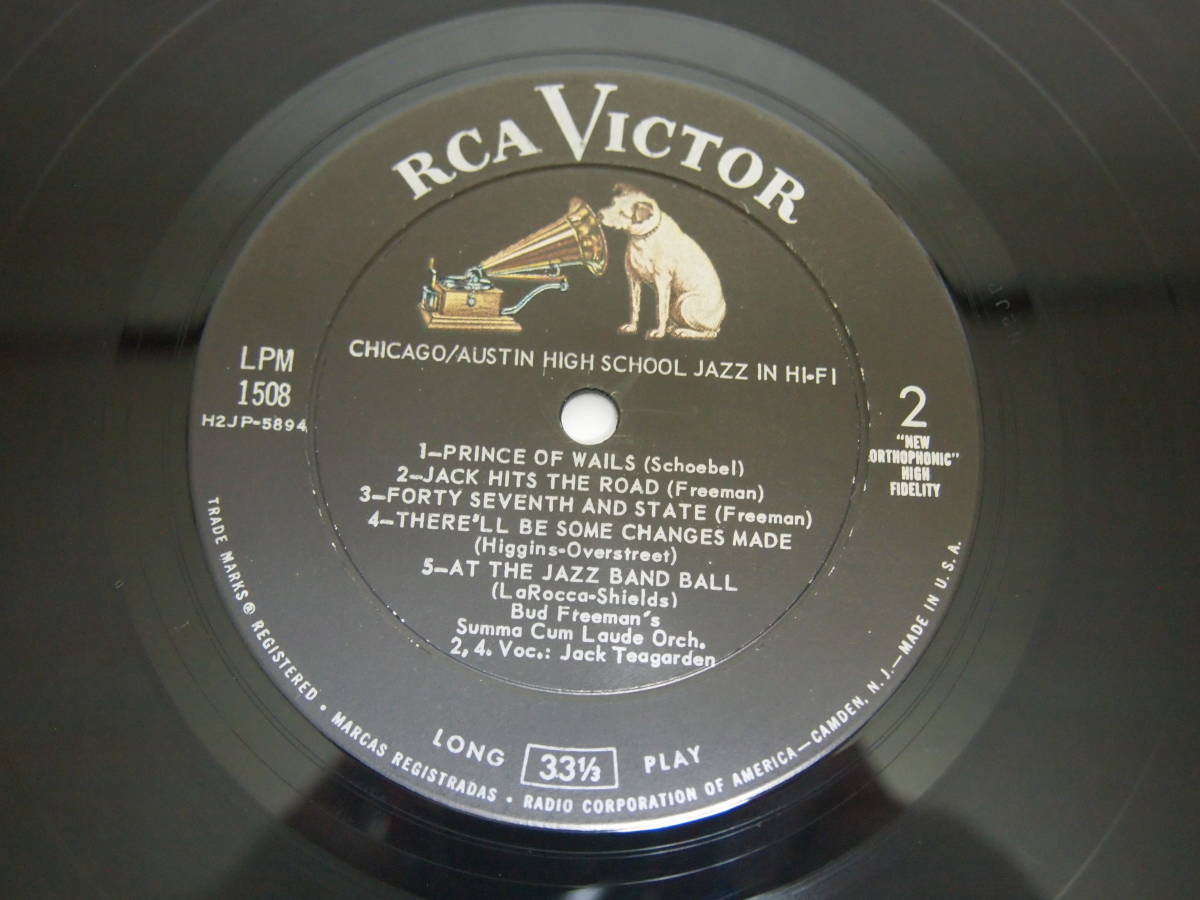 RCA VICTOR
CHICAGO/AUSTIN HIGH SCHOOL JAZZ IN HI-FI
LPM
1508
H2JP-5894
2
"NEW
ORTHOPHONIC"
HIGH
FIDELITY
1-PRINCE OF WAILS (Schoebel)
2-JACK HITS THE ROAD (Freeman)
3-FORTY SEVENTH AND STATE (Freeman)
4-THERE'LL BE SOME CHANGES MADE
(Higgins-Overstreet)
5-AT THE JAZZ BAND BALL
(LaRocca-Shields)
Bud Freeman's
Summa Cum Laude Orch.
2, 4. Voc.: Jack Teagarden
LONG 33⅓ PLAY
TRADE MARKS ® REGISTERED • MARCAS REGISTRADAS • RADIO CORPORATION OF AMERICA—CAMDEN, N. J.—MADE IN U. S. A.